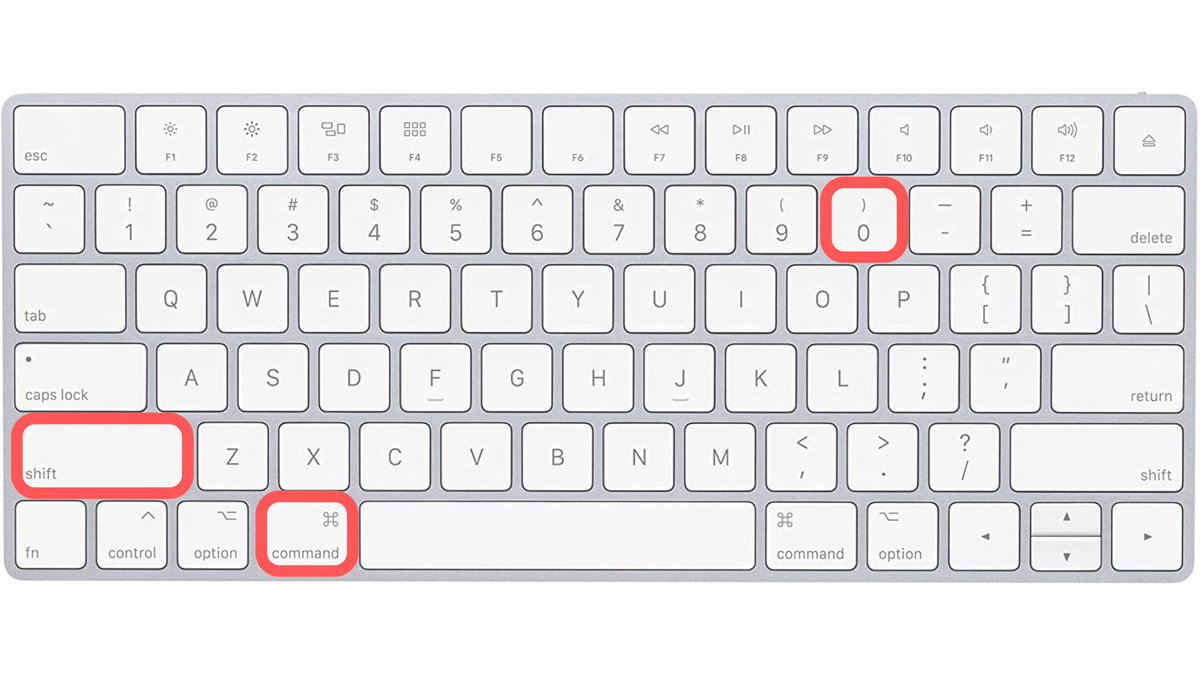 esc F1 F2 F3 F4 F5 F6 F7 F8 F9 F10 F11 F12
~ ! @ # $ % ^ & * ( ) — +
` 1 2 3 4 5 6 7 8 9 0 - = delete
tab Q W E R T Y U I O P { [ } ] | \
caps lock A S D F G H J K L : ; " ' return
shift Z X C V B N M < , > . ? / shift
fn ^ control ⌥ option ⌘ command ⌘ command ⌥ option ◀ ▲ ▼ ▶